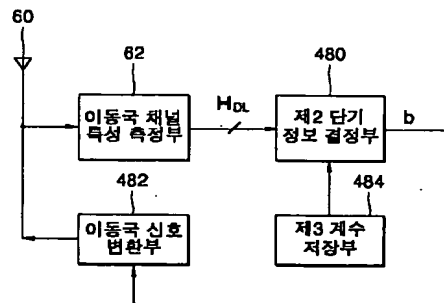 60
62
이동국 채널
특성 측정부
H_DL
480
제2 단기
정보 결정부
b
482
이동국 신호
변환부
484
제3 계수
저장부